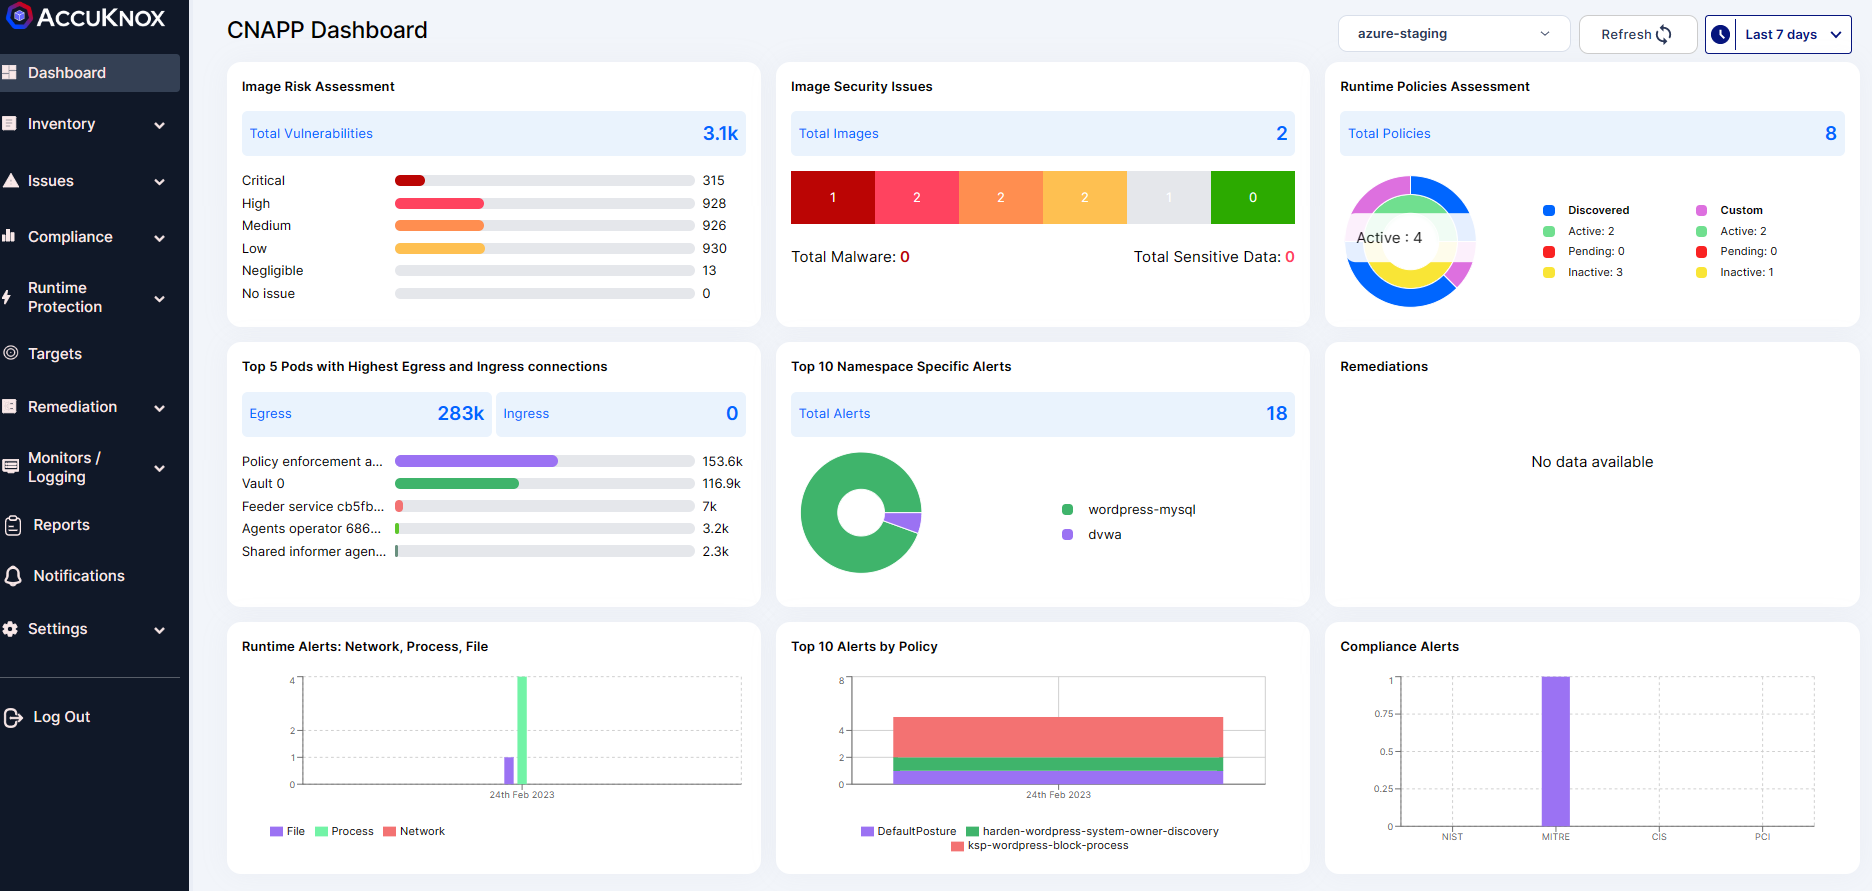 ACCUKNOX
Dashboard
Inventory
Issues
Compliance
Runtime
Protection
Targets
Remediation
Monitors /
Logging
Reports
Notifications
Settings
Log Out
CNAPP Dashboard
azure-staging
Refresh
Last 7 days
Image Risk Assessment
Total Vulnerabilities 3.1k
Critical 315
High 928
Medium 926
Low 930
Negligible 13
No issue 0
Image Security Issues
Total Images 2
1 2 2 2 1 0
Total Malware: 0 Total Sensitive Data: 0
Runtime Policies Assessment
Total Policies 8
Active : 4
Discovered Custom
Active: 2 Active: 2
Pending: 0 Pending: 0
Inactive: 3 Inactive: 1
Top 5 Pods with Highest Egress and Ingress connections
Egress 283k Ingress 0
Policy enforcement a... 153.6k
Vault 0 116.9k
Feeder service cb5fb... 7k
Agents operator 686... 3.2k
Shared informer agen... 2.3k
Top 10 Namespace Specific Alerts
Total Alerts 18
wordpress-mysql
dvwa
Remediations
No data available
Runtime Alerts: Network, Process, File
4
2
1
0
24th Feb 2023
File Process Network
Top 10 Alerts by Policy
8
4
2
0
24th Feb 2023
DefaultPosture harden-wordpress-system-owner-discovery
ksp-wordpress-block-process
Compliance Alerts
1
0.75
0.5
0.25
0
NIST MITRE CIS PCI